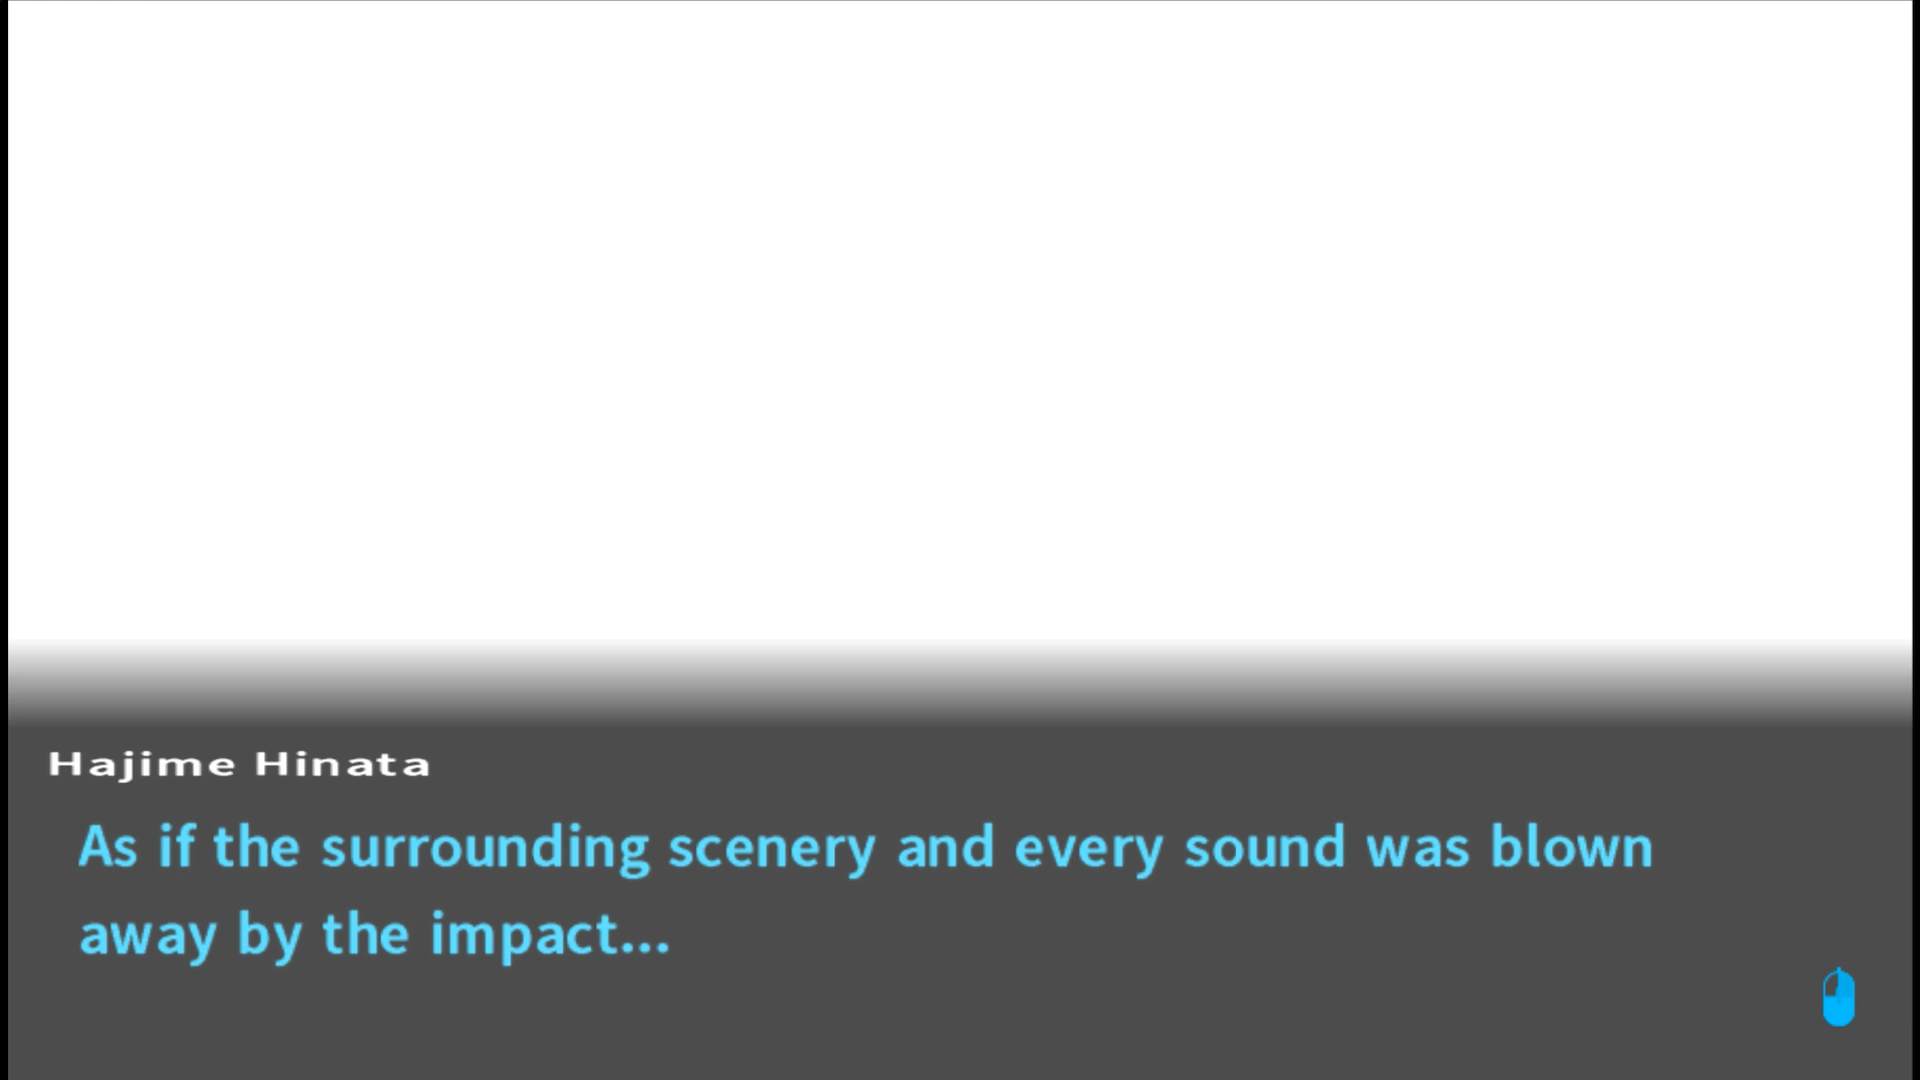 Hajime Hinata
As if the surrounding scenery and every sound was blown
away by the impact...